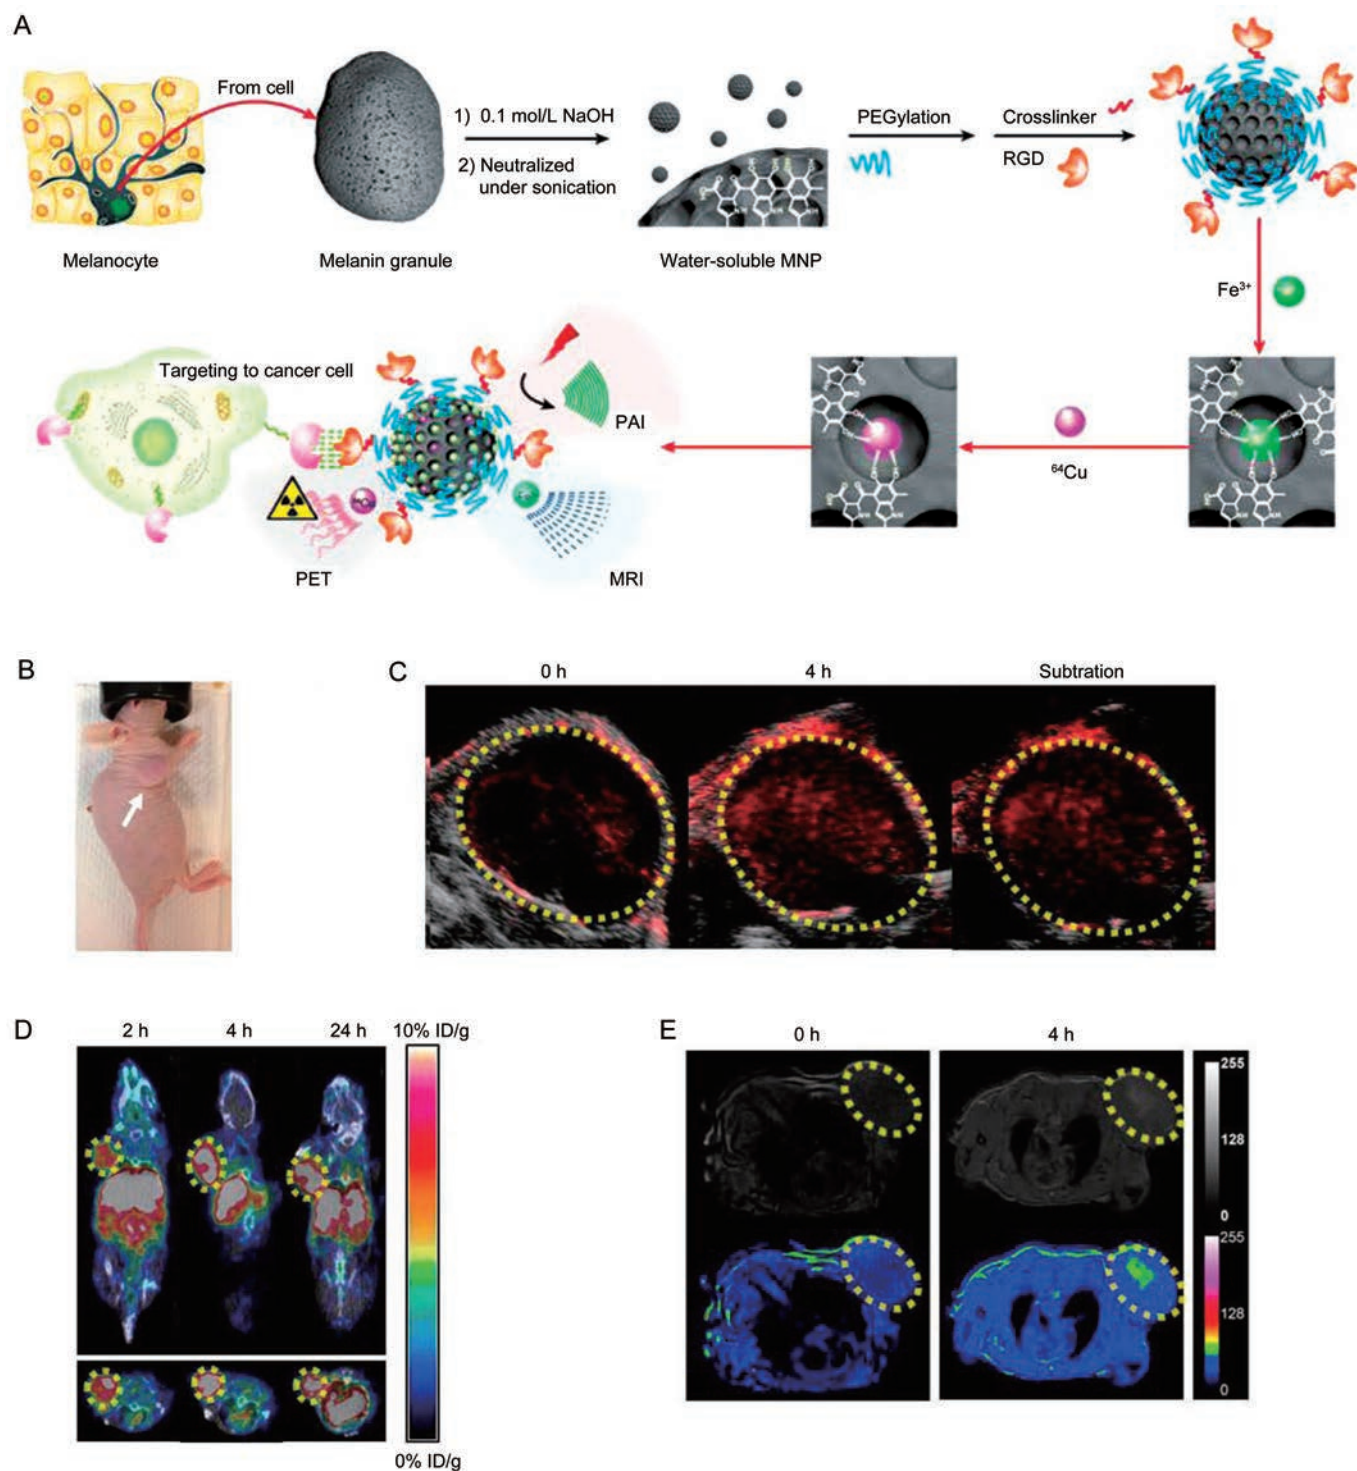 A
From cell
1) 0.1 mol/L NaOH
2) Neutralized
under sonication
PEGylation
Crosslinker
RGD
Melanocyte
Melanin granule
Water-soluble MNP
Fe³⁺
Targeting to cancer cell
PAI
⁶⁴Cu
PET
MRI
B
C
0 h
4 h
Subtration
D
2 h
4 h
24 h
10% ID/g
0% ID/g
E
0 h
4 h
255
128
0
255
128
0